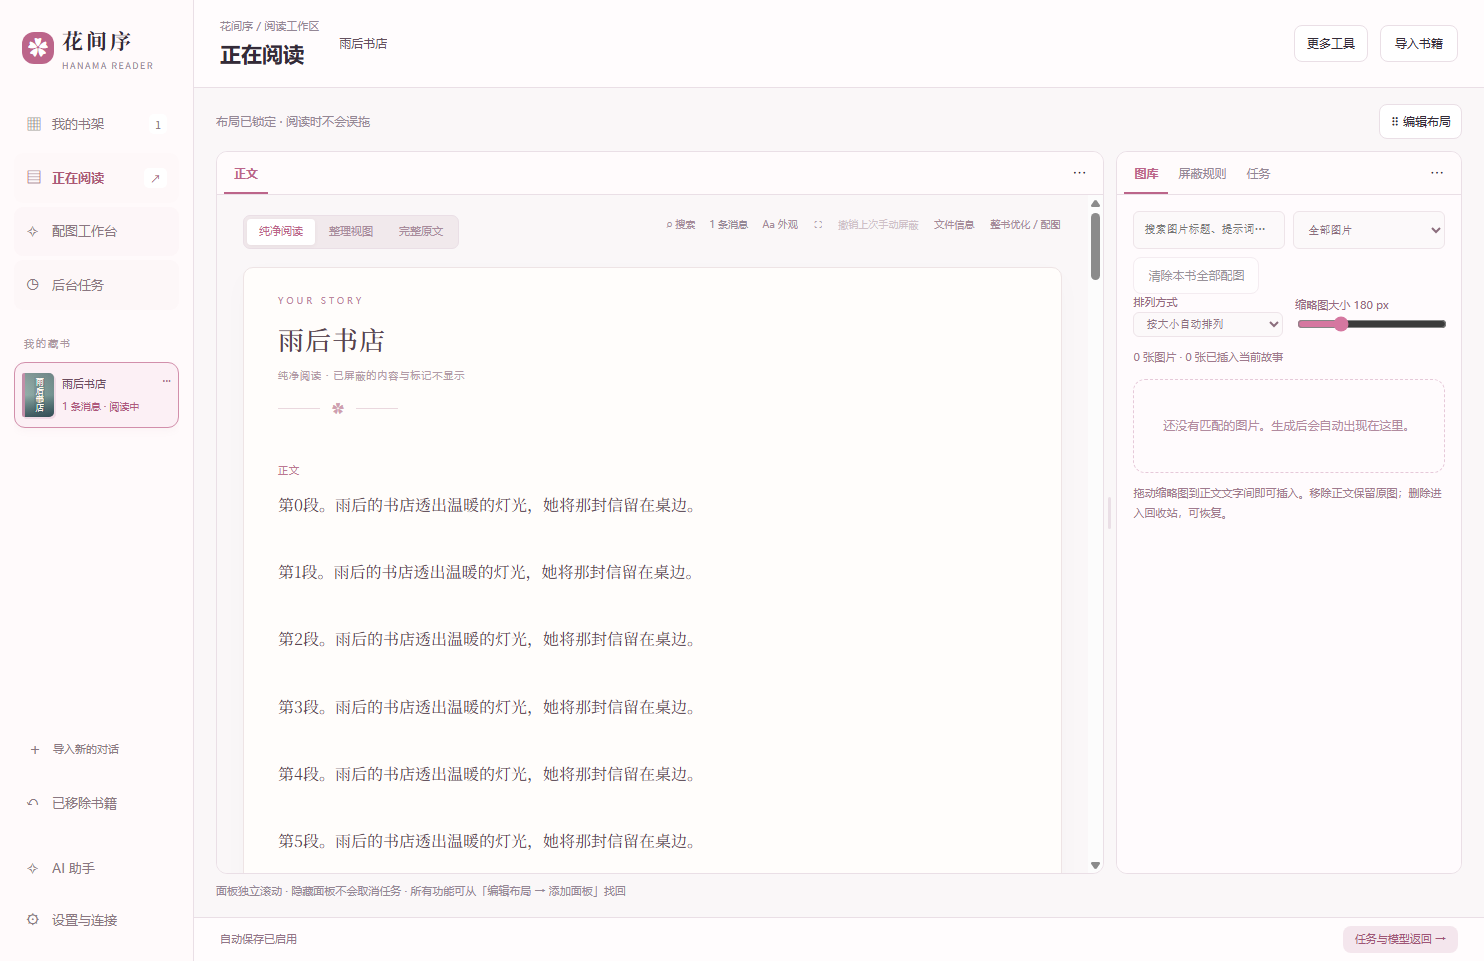 花间序
HANAMA READER
我的书架 1
正在阅读 ↗
配图工作台
后台任务
我的藏书
雨后书店
雨后书店 ···
1 条消息 · 阅读中
+ 导入新的对话
已移除书籍
AI 助手
设置与连接
花间序 / 阅读工作区
正在阅读
雨后书店
更多工具
导入书籍
布局已锁定 · 阅读时不会误拖
⠿ 编辑布局
正文 ···
纯净阅读 整理视图 完整原文
搜索 1 条消息 Aa 外观 撤销上次手动屏蔽 文件信息 整书优化 / 配图
YOUR STORY
雨后书店
纯净阅读 · 已屏蔽的内容与标记不显示
正文
第0段。雨后的书店透出温暖的灯光，她将那封信留在桌边。
第1段。雨后的书店透出温暖的灯光，她将那封信留在桌边。
第2段。雨后的书店透出温暖的灯光，她将那封信留在桌边。
第3段。雨后的书店透出温暖的灯光，她将那封信留在桌边。
第4段。雨后的书店透出温暖的灯光，她将那封信留在桌边。
第5段。雨后的书店透出温暖的灯光，她将那封信留在桌边。
图库 屏蔽规则 任务 ···
搜索图片标题、提示词…
全部图片
清除本书全部配图
排列方式
按大小自动排列
缩略图大小 180 px
0 张图片 · 0 张已插入当前故事
还没有匹配的图片。生成后会自动出现在这里。
拖动缩略图到正文文字间即可插入。移除正文保留原图；删除进
入回收站，可恢复。
面板独立滚动 · 隐藏面板不会取消任务 · 所有功能可从「编辑布局 → 添加面板」找回
自动保存已启用
任务与模型返回 →